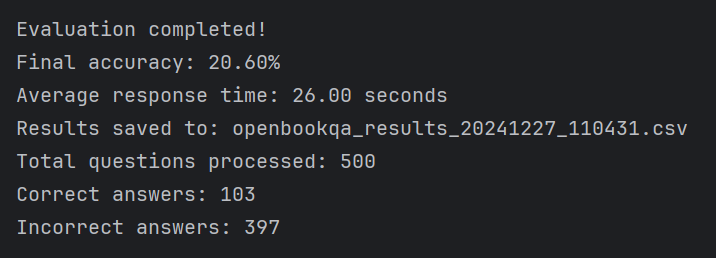 Evaluation completed!
Final accuracy: 20.60%
Average response time: 26.00 seconds
Results saved to: openbookqa_results_20241227_110431.csv
Total questions processed: 500
Correct answers: 103
Incorrect answers: 397